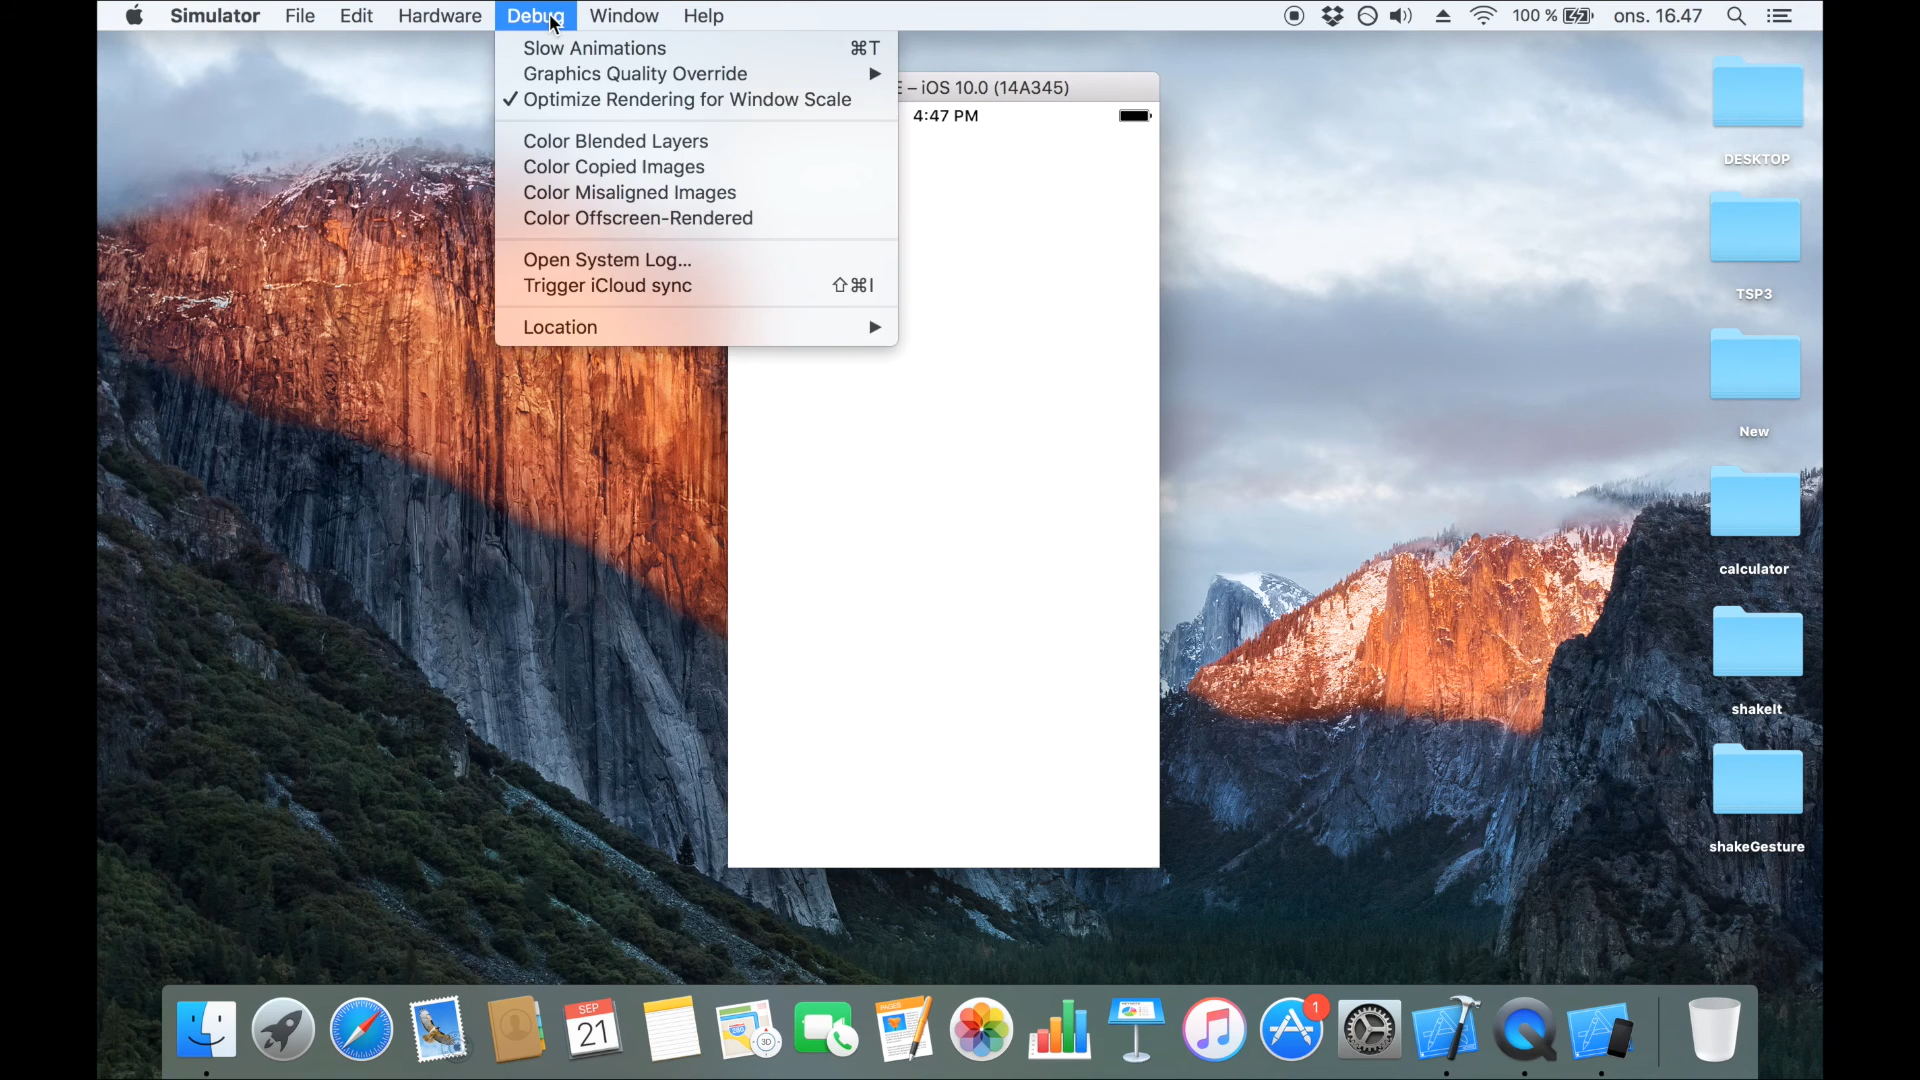 Simulator File Edit Hardware Debug Window Help 100 % ons. 16.47
Slow Animations ⌘T
Graphics Quality Override ▶
✓ Optimize Rendering for Window Scale
Color Blended Layers
Color Copied Images
Color Misaligned Images
Color Offscreen-Rendered
Open System Log...
Trigger iCloud sync ⇧⌘I
Location ▶
E – iOS 10.0 (14A345)
4:47 PM
DESKTOP
TSP3
New
calculator
shakeIt
shakeGesture
SEP
21
3D
PAGES
1